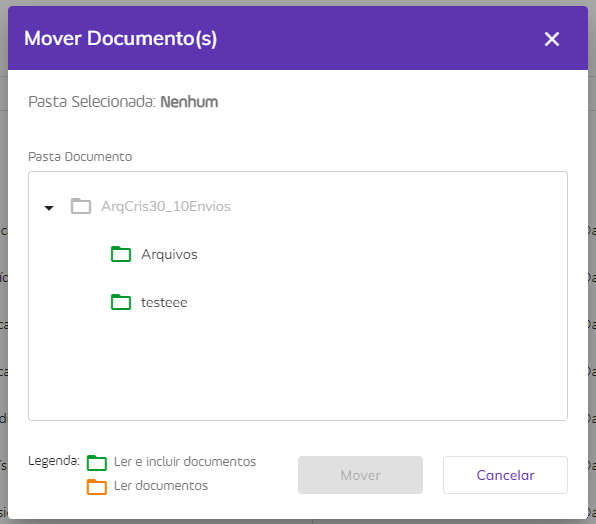 Mover Documento(s)
Pasta Selecionada: Nenhum
Pasta Documento
ArqCris30_10Envios
Arquivos
testeee
Legenda: Ler e incluir documentos
Ler documentos
Mover
Cancelar